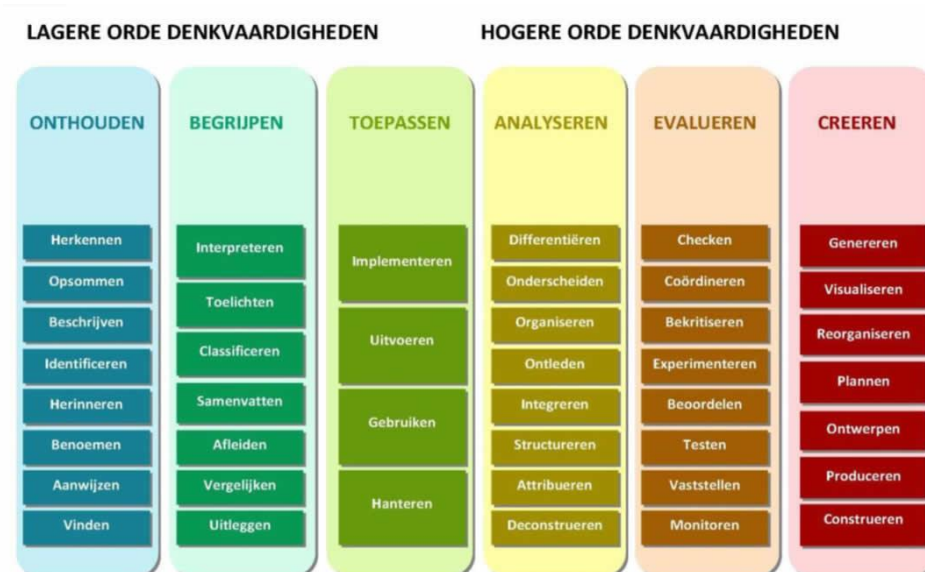 LAGERE ORDE DENKVAARDIGHEDEN
HOGERE ORDE DENKVAARDIGHEDEN
ONTHOUDEN
Herkennen
Opsommen
Beschrijven
Identificeren
Herinneren
Benoemen
Aanwijzen
Vinden
BEGRIJPEN
Interpreteren
Toelichten
Classificeren
Samenvatten
Afleiden
Vergelijken
Uitleggen
TOEPASSEN
Implementeren
Uitvoeren
Gebruiken
Hanteren
ANALYSEREN
Differentiëren
Onderscheiden
Organiseren
Ontleden
Integreren
Structureren
Attribueren
Deconstrueren
EVALUEREN
Checken
Coördineren
Bekritiseren
Experimenteren
Beoordelen
Testen
Vaststellen
Monitoren
CREEREN
Genereren
Visualiseren
Reorganiseren
Plannen
Ontwerpen
Produceren
Construeren